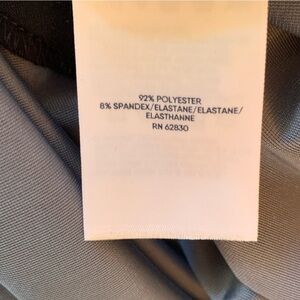 92% POLYESTER
8% SPANDEX/ELASTANE/ELASTANE/
ELASTHANNE
RN 62830